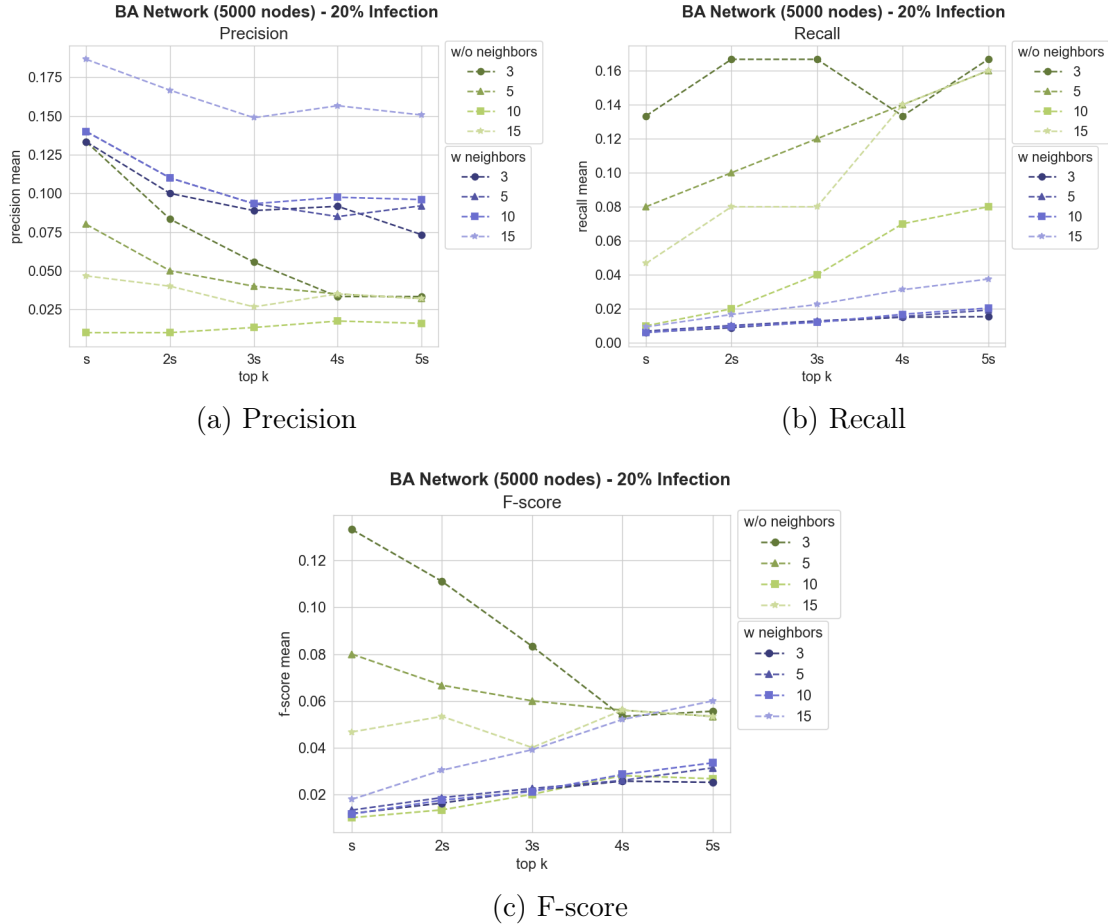 BA Network (5000 nodes) - 20% Infection
Precision
precision mean
0.175
0.150
0.125
0.100
0.075
0.050
0.025
s 2s 3s 4s 5s
top k
w/o neighbors
3
5
10
15
w neighbors
3
5
10
15
(a) Precision
BA Network (5000 nodes) - 20% Infection
Recall
recall mean
0.16
0.14
0.12
0.10
0.08
0.06
0.04
0.02
0.00
s 2s 3s 4s 5s
top k
w/o neighbors
3
5
10
15
w neighbors
3
5
10
15
(b) Recall
BA Network (5000 nodes) - 20% Infection
F-score
f-score mean
0.12
0.10
0.08
0.06
0.04
0.02
s 2s 3s 4s 5s
top k
w/o neighbors
3
5
10
15
w neighbors
3
5
10
15
(c) F-score